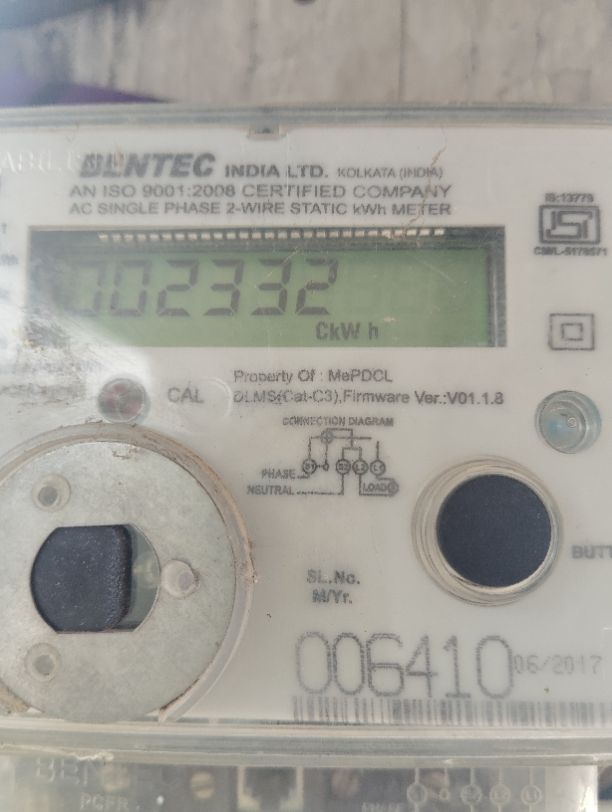 BENTEC INDIA LTD. KOLKATA (INDIA)
AN ISO 9001:2008 CERTIFIED COMPANY
AC SINGLE PHASE 2-WIRE STATIC kWh METER
IS:13779
ISI
002332
CkW h
Property Of : MePDCL
CAL
DLMS(Cat-C3),Firmware Ver.:V01.1.8
CONNECTION DIAGRAM
PHASE
NEUTRAL
LOAD
SL.No.
M/Yr.
006410 06/2017